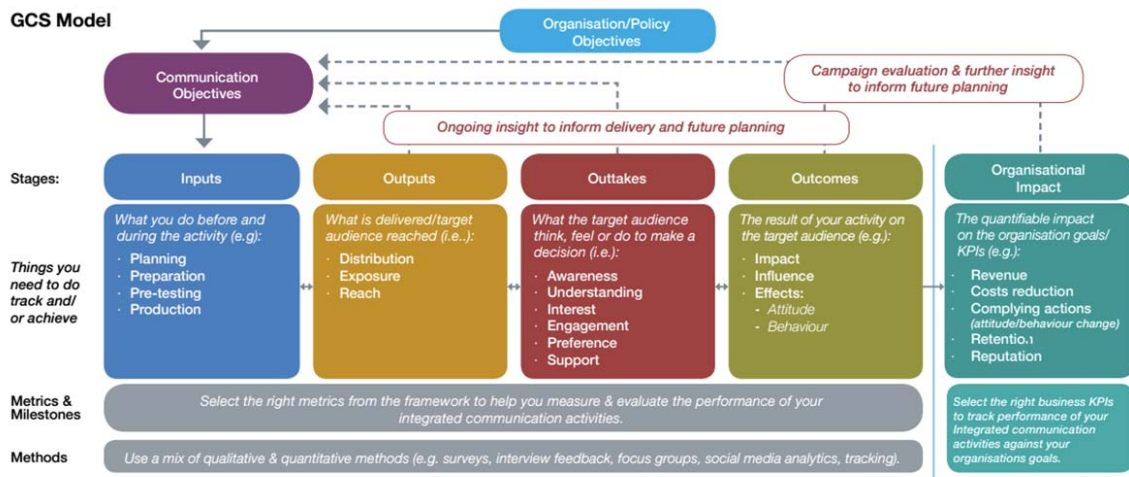 GCS Model
Organisation/Policy
Objectives
Communication
Objectives
Campaign evaluation & further insight
to inform future planning
Ongoing insight to inform delivery and future planning
Stages:
Inputs
Outputs
Outtakes
Outcomes
Organisational
Impact
Things you
need to do
track and/
or achieve
What you do before and
during the activity (e.g):
· Planning
· Preparation
· Pre-testing
· Production
What is delivered/target
audience reached (i.e..):
· Distribution
· Exposure
· Reach
What the target audience
think, feel or do to make a
decision (i.e.):
· Awareness
· Understanding
· Interest
· Engagement
· Preference
· Support
The result of your activity on
the target audience (e.g.):
· Impact
· Influence
· Effects:
- Attitude
- Behaviour
The quantifiable impact
on the organisation goals/
KPIs (e.g.):
· Revenue
· Costs reduction
· Complying actions
(attitude/behaviour change)
· Retention
· Reputation
Metrics &
Milestones
Select the right metrics from the framework to help you measure & evaluate the performance of your
integrated communication activities.
Select the right business KPIs
to track performance of your
Integrated communication
activities against your
organisations goals.
Methods
Use a mix of qualitative & quantitative methods (e.g. surveys, interview feedback, focus groups, social media analytics, tracking).